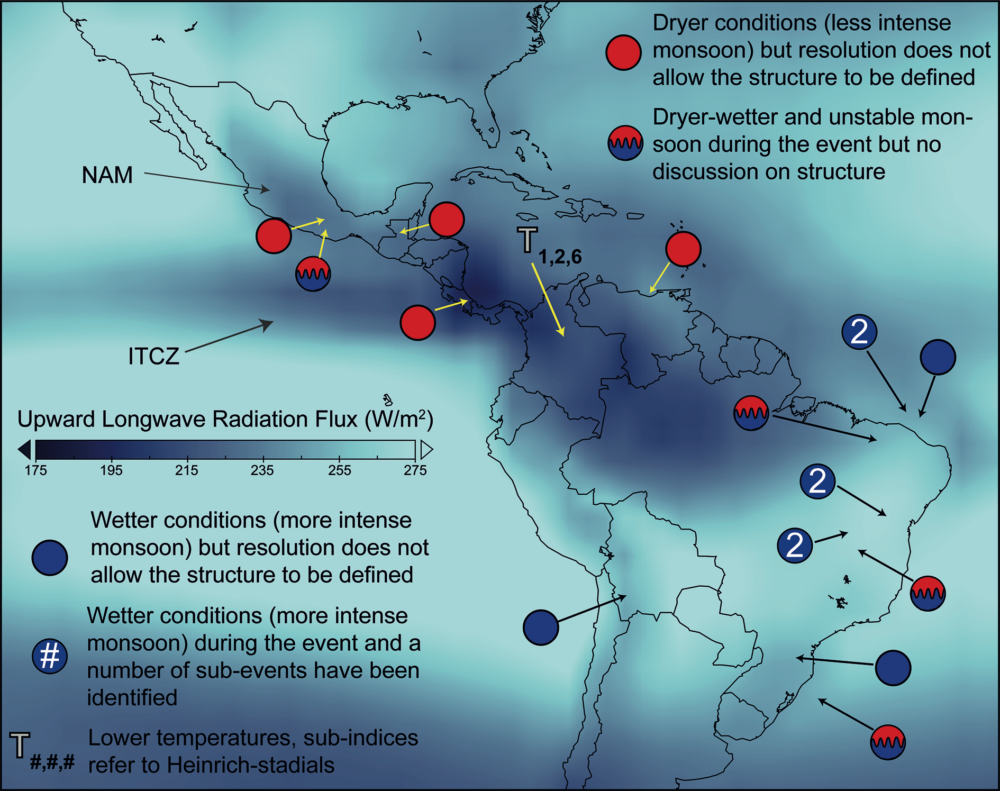 Dryer conditions (less intense
monsoon) but resolution does not
allow the structure to be defined
Dryer-wetter and unstable mon-
soon during the event but no
discussion on structure
NAM
T 1,2,6
ITCZ
2
Upward Longwave Radiation Flux (W/m²)
175 195 215 235 255 275
2
2
Wetter conditions (more intense
monsoon) but resolution does not
allow the structure to be defined
Wetter conditions (more intense
monsoon) during the event and a
number of sub-events have been
identified
#
T #,#,#
Lower temperatures, sub-indices
refer to Heinrich-stadials